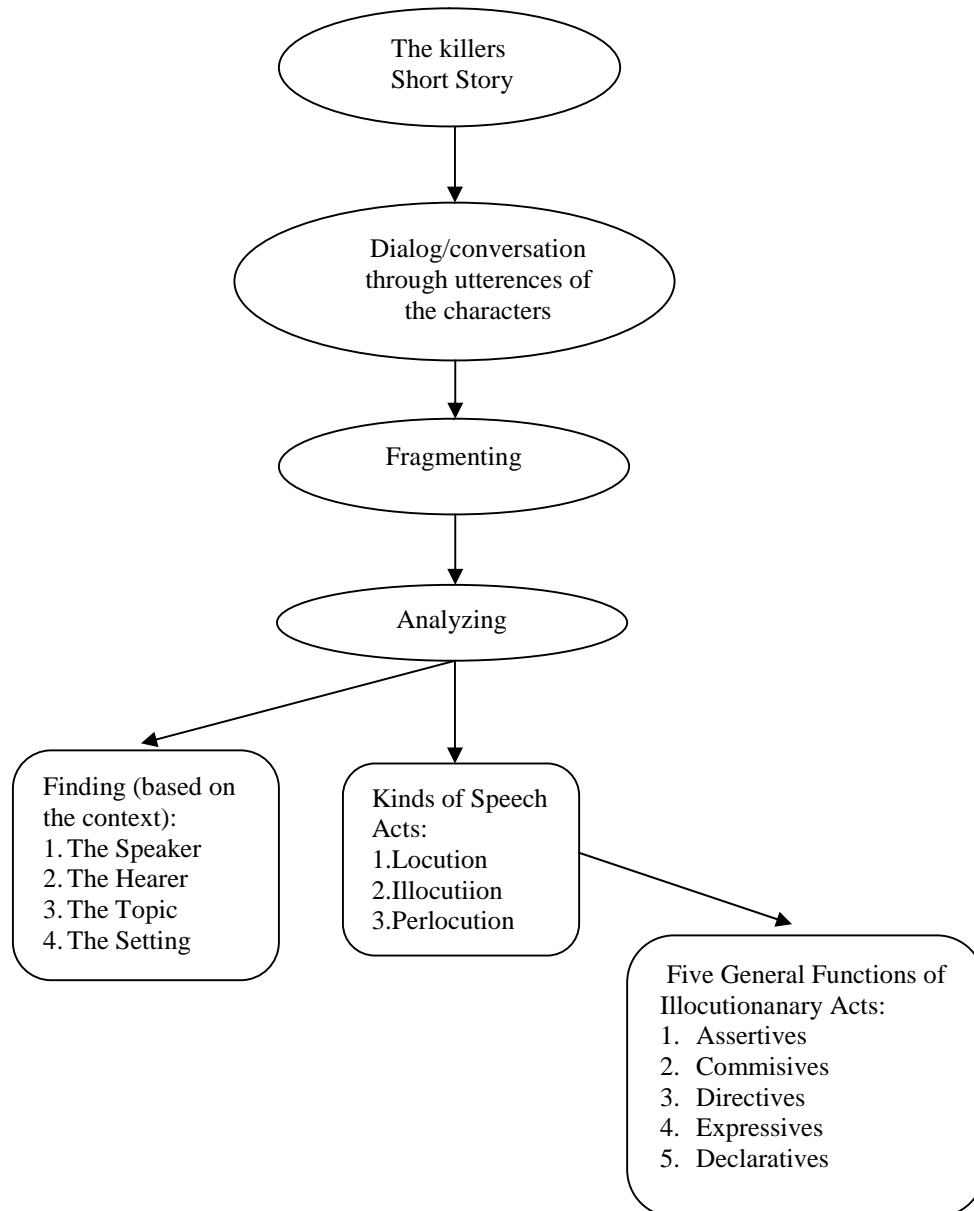 The killers
Short Story
Dialog/conversation
through utterences of
the characters
Fragmenting
Analyzing
Finding (based on
the context):
1. The Speaker
2. The Hearer
3. The Topic
4. The Setting
Kinds of Speech
Acts:
1.Locution
2.Illocutiion
3.Perlocution
Five General Functions of
Illocutionanary Acts:
1. Assertives
2. Commisives
3. Directives
4. Expressives
5. Declaratives